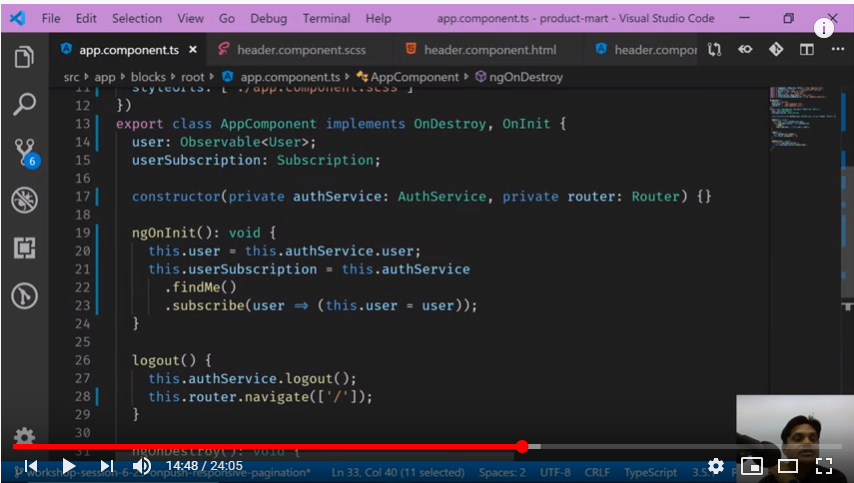 File Edit Selection View Go Debug Terminal Help app.component.ts - product-mart - Visual Studio Code
app.component.ts header.component.scss header.component.html header.compor
src app blocks root app.component.ts AppComponent ngOnDestroy
11 styleUrls: ['./app.component.scss']
12 })
13 export class AppComponent implements OnDestroy, OnInit {
14 user: Observable<User>;
15 userSubscription: Subscription;
16
17 constructor(private authService: AuthService, private router: Router) {}
18
19 ngOnInit(): void {
20 this.user = this.authService.user;
21 this.userSubscription = this.authService
22 .findMe()
23 .subscribe(user => (this.user = user));
24 }
25
26 logout() {
27 this.authService.logout();
28 this.router.navigate(['/']);
29 }
30
31 ngOnDestroy(): void {
6
i
14:48 / 24:05
workshop-session-6-2 onpush-responsive-pagination* Ln 33, Col 40 (11 selected) Spaces: 2 UTF-8 CRLF TypeScript 3.5